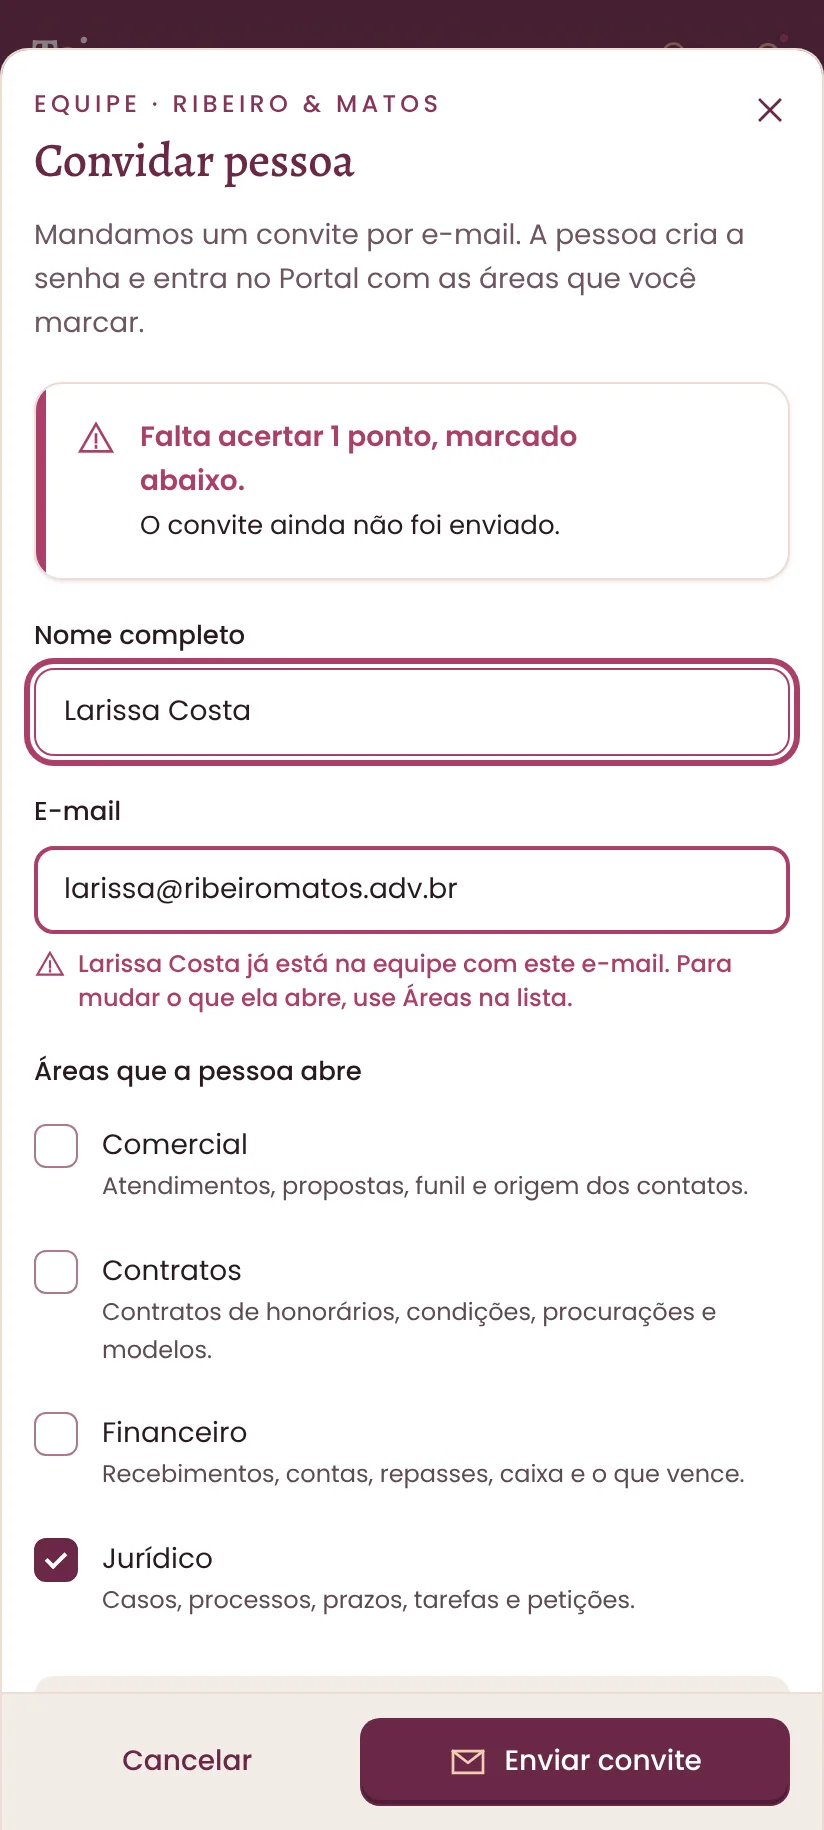 EQUIPE · RIBEIRO & MATOS
Convidar pessoa
Mandamos um convite por e-mail. A pessoa cria a
senha e entra no Portal com as áreas que você
marcar.
Falta acertar 1 ponto, marcado
abaixo.
O convite ainda não foi enviado.
Nome completo
Larissa Costa
E-mail
larissa@ribeiromatos.adv.br
Larissa Costa já está na equipe com este e-mail. Para
mudar o que ela abre, use Áreas na lista.
Áreas que a pessoa abre
Comercial
Atendimentos, propostas, funil e origem dos contatos.
Contratos
Contratos de honorários, condições, procurações e
modelos.
Financeiro
Recebimentos, contas, repasses, caixa e o que vence.
Jurídico
Casos, processos, prazos, tarefas e petições.
Cancelar
Enviar convite